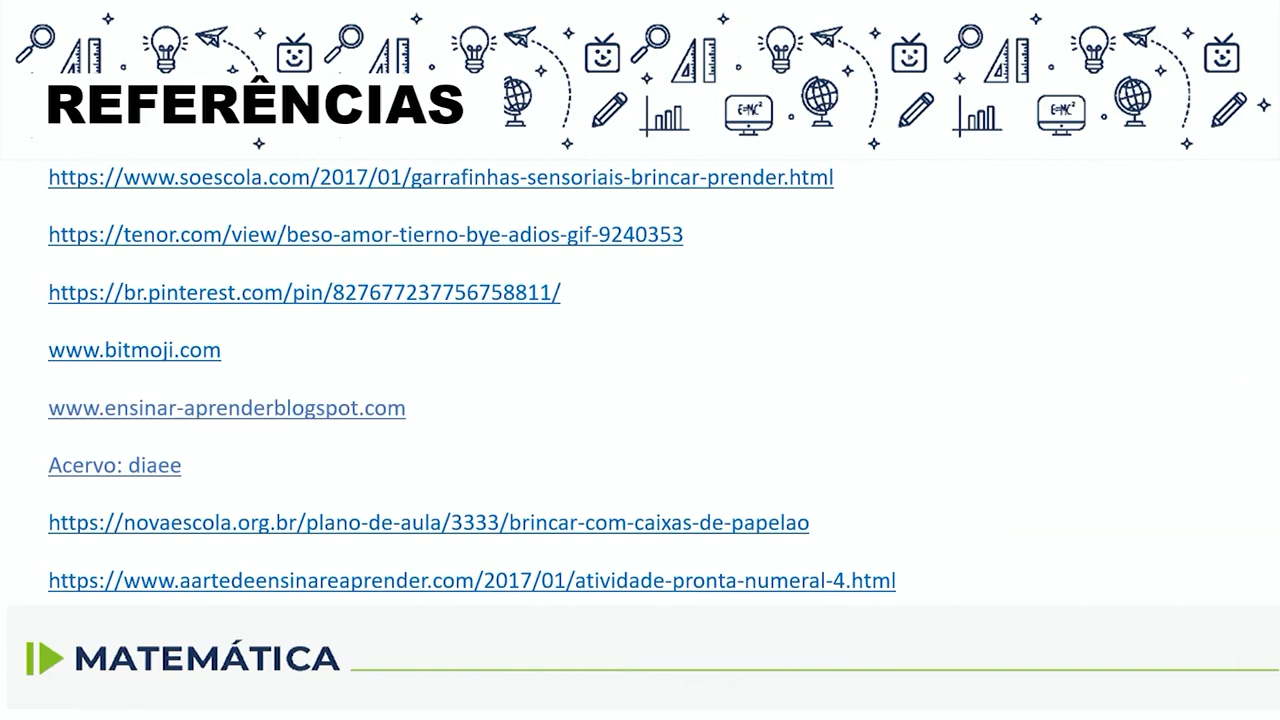 REFERÊNCIAS
https://www.soescola.com/2017/01/garrafinhas-sensoriais-brincar-prender.html
https://tenor.com/view/beso-amor-tierno-bye-adios-gif-9240353
https://br.pinterest.com/pin/827677237756758811/
www.bitmoji.com
www.ensinar-aprenderblogspot.com
Acervo: diaee
https://novaescola.org.br/plano-de-aula/3333/brincar-com-caixas-de-papelao
https://www.aartedeensinareaprender.com/2017/01/atividade-pronta-numeral-4.html
MATEMÁTICA